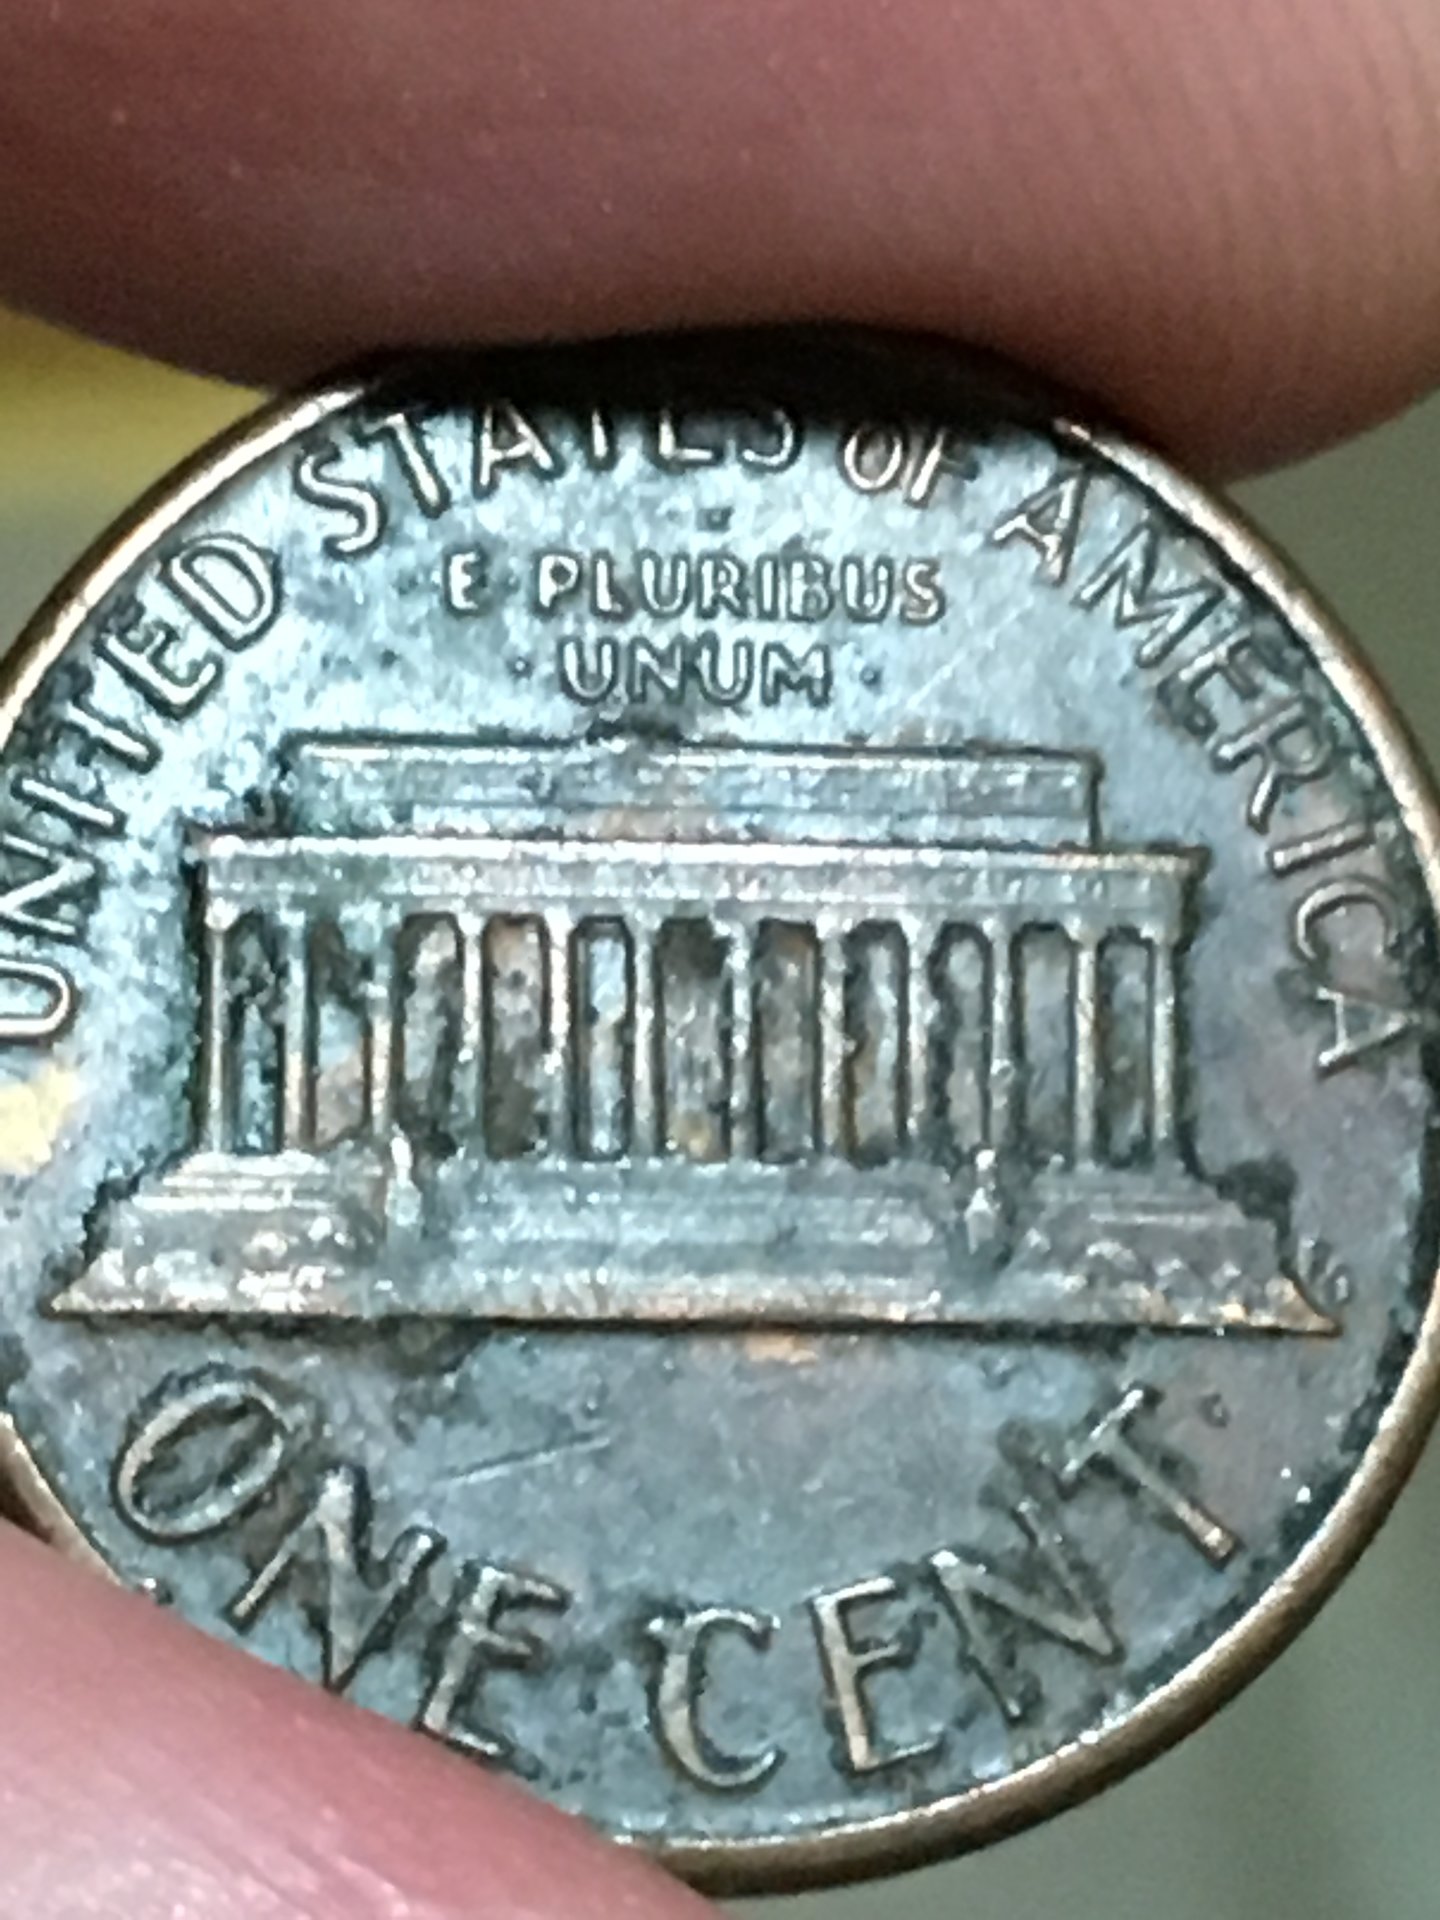 UNITED STATES OF AMERICA
E · PLURIBUS
· UNUM ·
ONE CENT